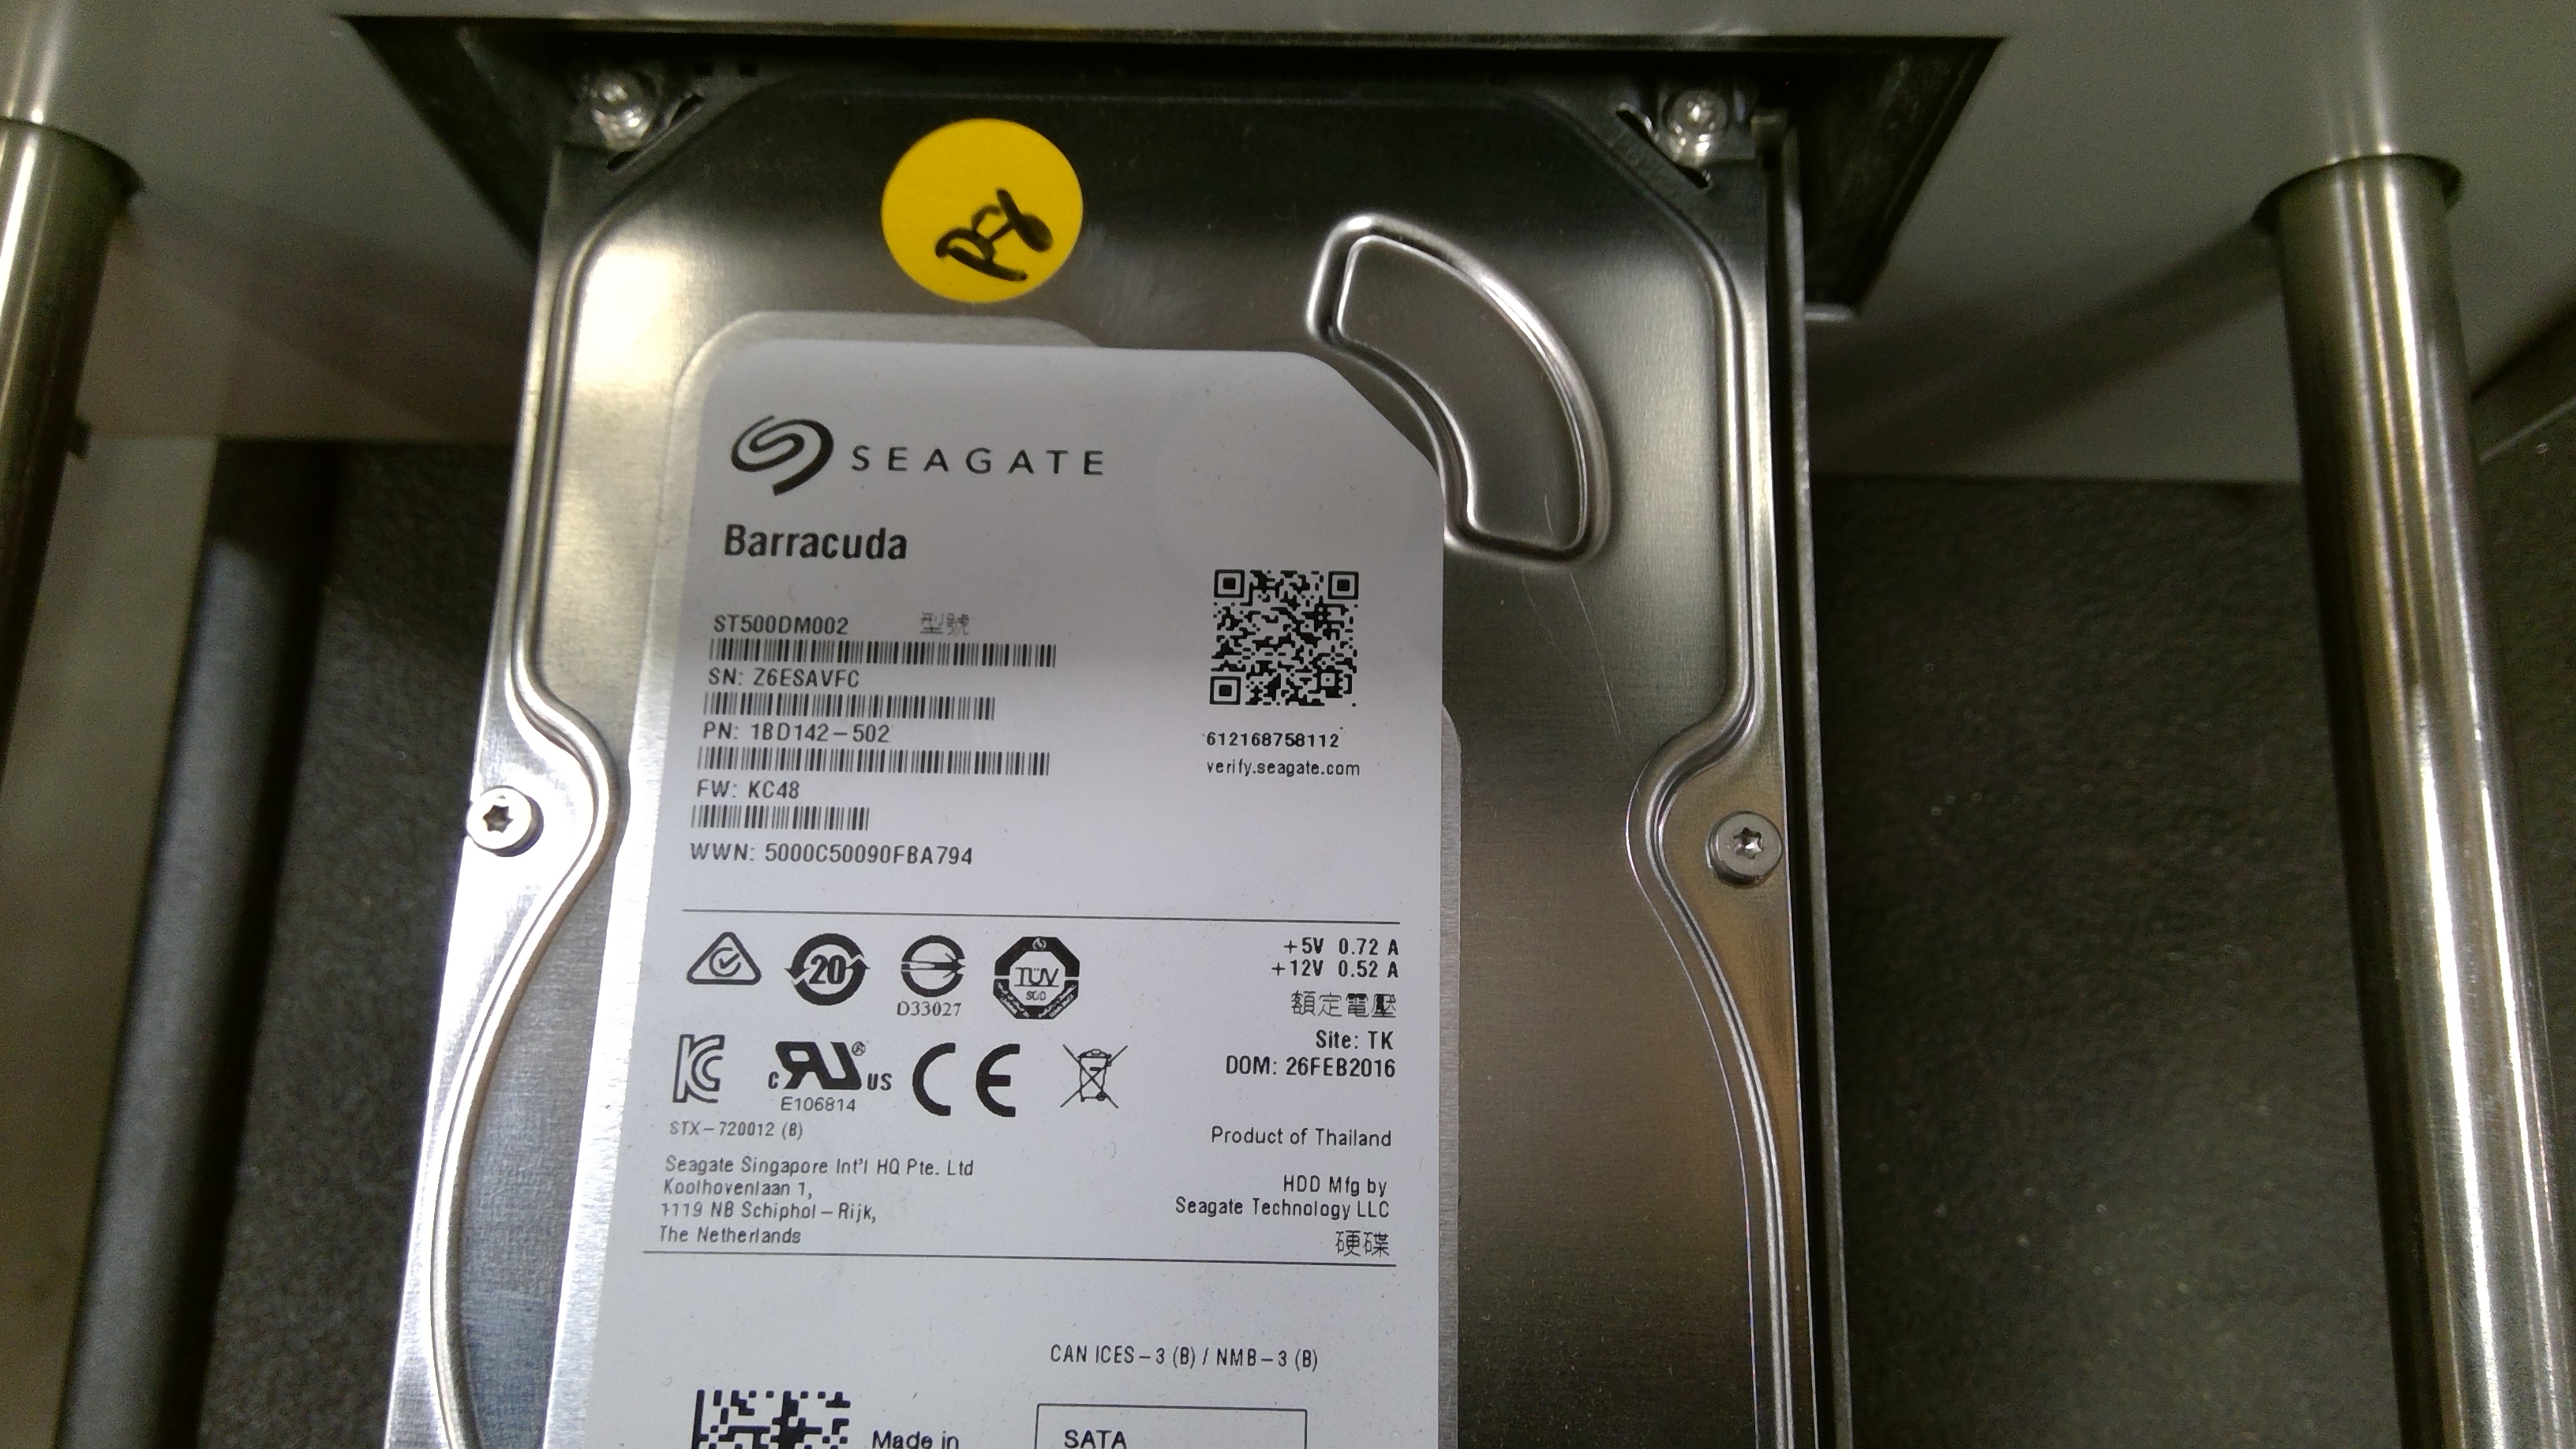 SEAGATE
Barracuda
ST500DM002 型號
SN: Z6ESAVFC
PN: 1BD142-502
FW: KC48
WWN: 5000C50090FBA794
612168758112
verify.seagate.com
20
D33027
TÜV
SÜD
+5V 0.72 A
+12V 0.52 A
額定電壓
Site: TK
DOM: 26FEB2016
c RU ® US
E106814
CE
STX-720012 (B)
Product of Thailand
Seagate Singapore Int'l HQ Pte. Ltd
Koolhovenlaan 1,
1119 NB Schiphol-Rijk,
The Netherlands
HDD Mfg by
Seagate Technology LLC
硬碟
CAN ICES-3 (B) / NMB-3 (B)
Made in
SATA